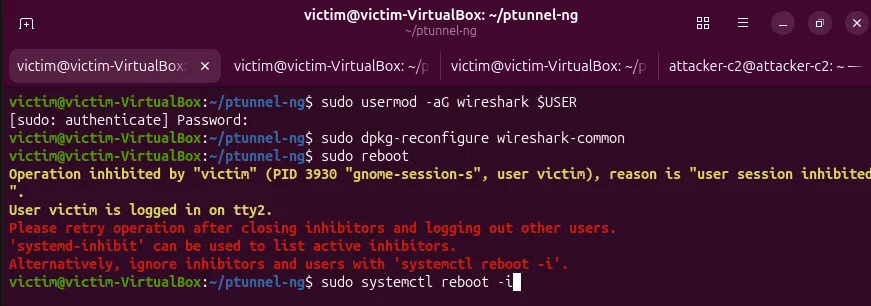 victim@victim-VirtualBox: ~/ptunnel-ng
~/ptunnel-ng
victim@victim-VirtualBox: victim@victim-VirtualBox: ~/p victim@victim-VirtualBox: ~/p attacker-c2@attacker-c2: ~
victim@victim-VirtualBox:~/ptunnel-ng$ sudo usermod -aG wireshark $USER
[sudo: authenticate] Password:
victim@victim-VirtualBox:~/ptunnel-ng$ sudo dpkg-reconfigure wireshark-common
victim@victim-VirtualBox:~/ptunnel-ng$ sudo reboot
Operation inhibited by "victim" (PID 3930 "gnome-session-s", user victim), reason is "user session inhibited
".
User victim is logged in on tty2.
Please retry operation after closing inhibitors and logging out other users.
'systemd-inhibit' can be used to list active inhibitors.
Alternatively, ignore inhibitors and users with 'systemctl reboot -i'.
victim@victim-VirtualBox:~/ptunnel-ng$ sudo systemctl reboot -i